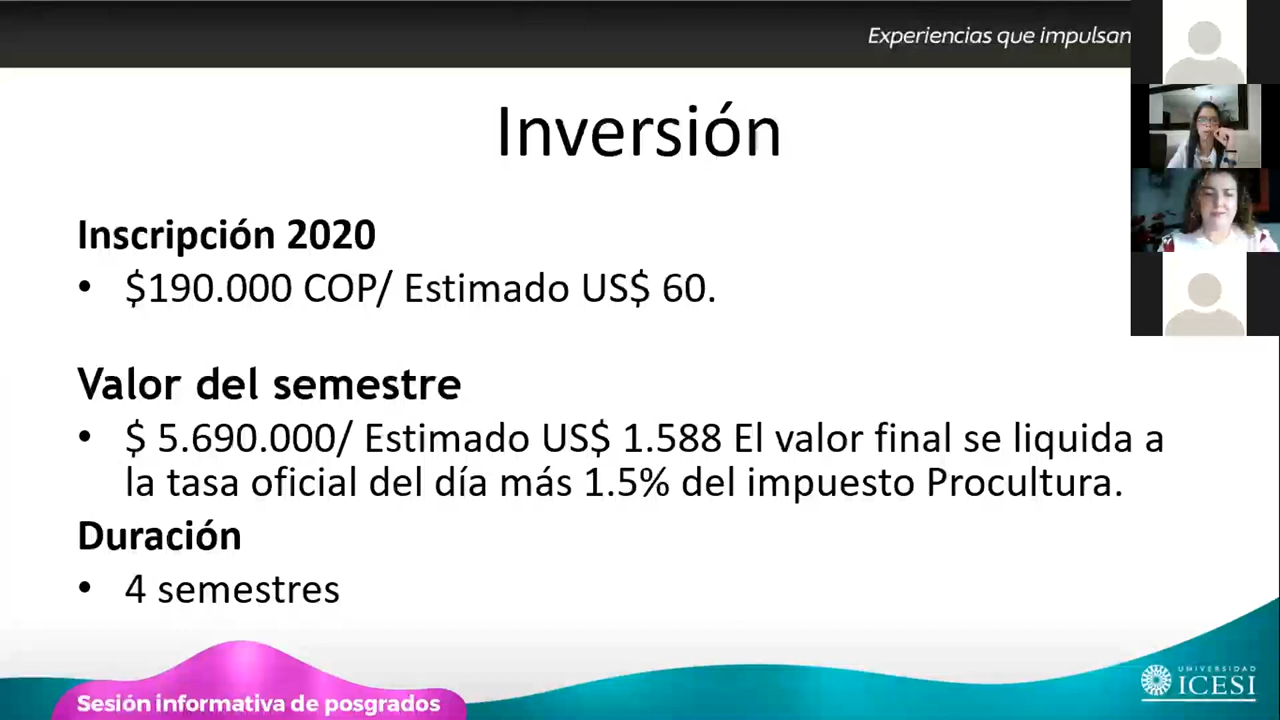 Experiencias que impulsan
Inversión
Inscripción 2020
• $190.000 COP/ Estimado US$ 60.
Valor del semestre
• $ 5.690.000/ Estimado US$ 1.588 El valor final se liquida a
la tasa oficial del día más 1.5% del impuesto Procultura.
Duración
• 4 semestres
Sesión informativa de posgrados
UNIVERSIDAD
ICESI